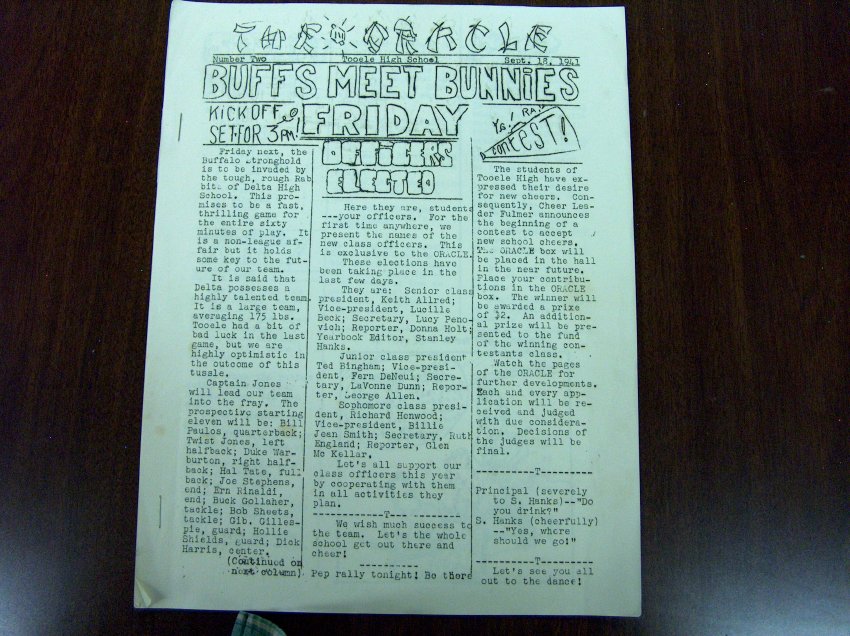 THE ORACLE
Number Two Tooele High School Sept. 18, 1941
BUFFS MEET BUNNIES
FRIDAY
KICKOFF
SET FOR 3 PM!
Friday next, the
Buffalo stronghold
is to be invaded by
the tough, rough Rab
bits of Delta High
School. This pro-
mises to be a fast,
thrilling game for
the entire sixty
minutes of play. It
is a non-league af-
fair but it holds
some key to the fut-
ure of our team.
It is said that
Delta possesses a
highly talented team.
It is a large team,
averaging 175 lbs.
Tooele had a bit of
bad luck in the last
game, but we are
highly optimistic in
the outcome of this
tussle.
Captain Jones
will lead our team
into the fray. The
prospective starting
eleven will be: Bill
Paulos, quarterback;
Twist Jones, left
halfback; Duke War-
burton, right half-
back; Hal Tate, full
back; Joe Stephens,
end; Ern Rinaldi,
end; Buck Gollaher,
tackle; Bob Sheets,
tackle; Gib. Gilles-
pie, guard; Hollie
Shields, guard; Dick
Harris, center.
(Continued on
next column)
OFFICERS
ELECTED
Here they are, students
---your officers. For the
first time anywhere, we
present the names of the
new class officers. This
is exclusive to the ORACLE.
These elections have
been taking place in the
last few days.
They are: Senior class
president, Keith Allred;
Vice-president, Lucille
Beck; Secretary, Lucy Peno-
vich; Reporter, Donna Holt;
Yearbook Editor, Stanley
Hanks.
Junior class president
Ted Bingham; Vice-presi-
dent, Fern DeNeui; Secre-
tary, LaVonne Dunn; Repor-
ter, George Allen.
Sophomore class presi-
dent, Richard Henwood;
Vice-president, Billie
Jean Smith; Secretary, Ruth
England; Reporter, Glen
Mc Kellar.
Let's all support our
class officers this year
by cooperating with them
in all activities they
plan.
------------T--- ---------
We wish much success to
the team. Let's the whole
school get out there and
cheer!
----------
Pep rally tonight! Be there
Ya! RA!
CONTEST!
The students of
Tooele High have ex-
pressed their desire
for new cheers. Con-
sequently, Cheer Lea-
der Fulmer announces
the beginning of a
contest to accept
new school cheers.
The ORACLE box will
be placed in the hall
in the near future.
Place your contribu-
tions in the ORACLE
box. The winner will
be awarded a prize
of $2. An addition-
al prize will be pre-
sented to the fund
of the winning con-
testants class.
Watch the pages
of the ORACLE for
further developments.
Each and every app-
lication will be re-
ceived and judged
with due considera-
tion. Decisions of
the judges will be
final.
----------T---------
Principal (severely
to S. Hanks)--"Do
you drink?"
S. Hanks (cheerfully)
--"Yes, where
should we go!"
----------T---------
Let's see you all
out to the dance!